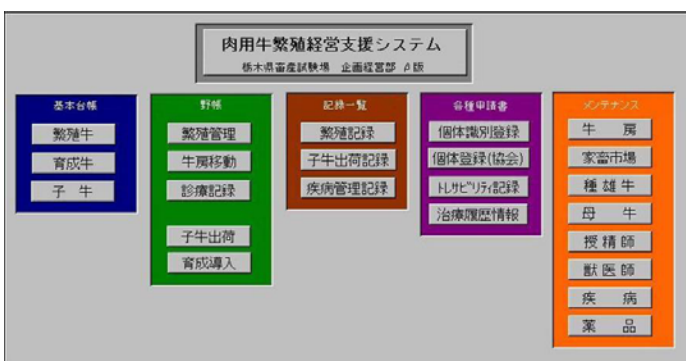 肉用牛繁殖経営支援システム
栃木県畜産試験場 企画経営部 β版
基本台帳
繁殖牛
育成牛
子 牛
野帳
繁殖管理
牛房移動
診療記録
子牛出荷
育成導入
記録一覧
繁殖記録
子牛出荷記録
疾病管理記録
各種申請書
個体識別登録
個体登録(協会)
トレサビリティ記録
治療履歴情報
メンテナンス
牛 房
家畜市場
種雄牛
母 牛
授精師
獣医師
疾 病
薬 品